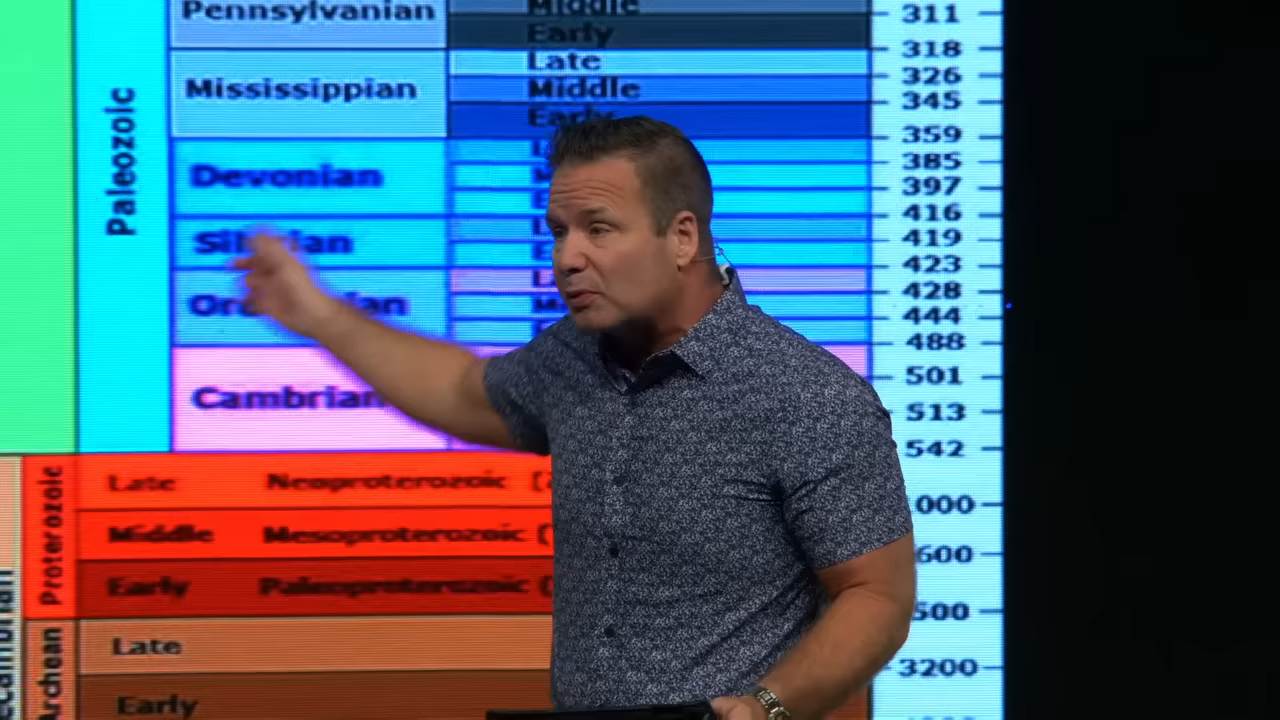 Pennsylvanian
Middle
Early
311
318
Mississippian
Late
Middle
Early
326
345
359
Paleozoic
Devonian
385
397
416
419
423
428
444
488
Cambrian
501
513
542
Proterozoic
Late
Neoproterozoic
Middle
Mesoproterozoic
Early
Paleoproterozoic
000
600
500
Archean
Late
3200
Early